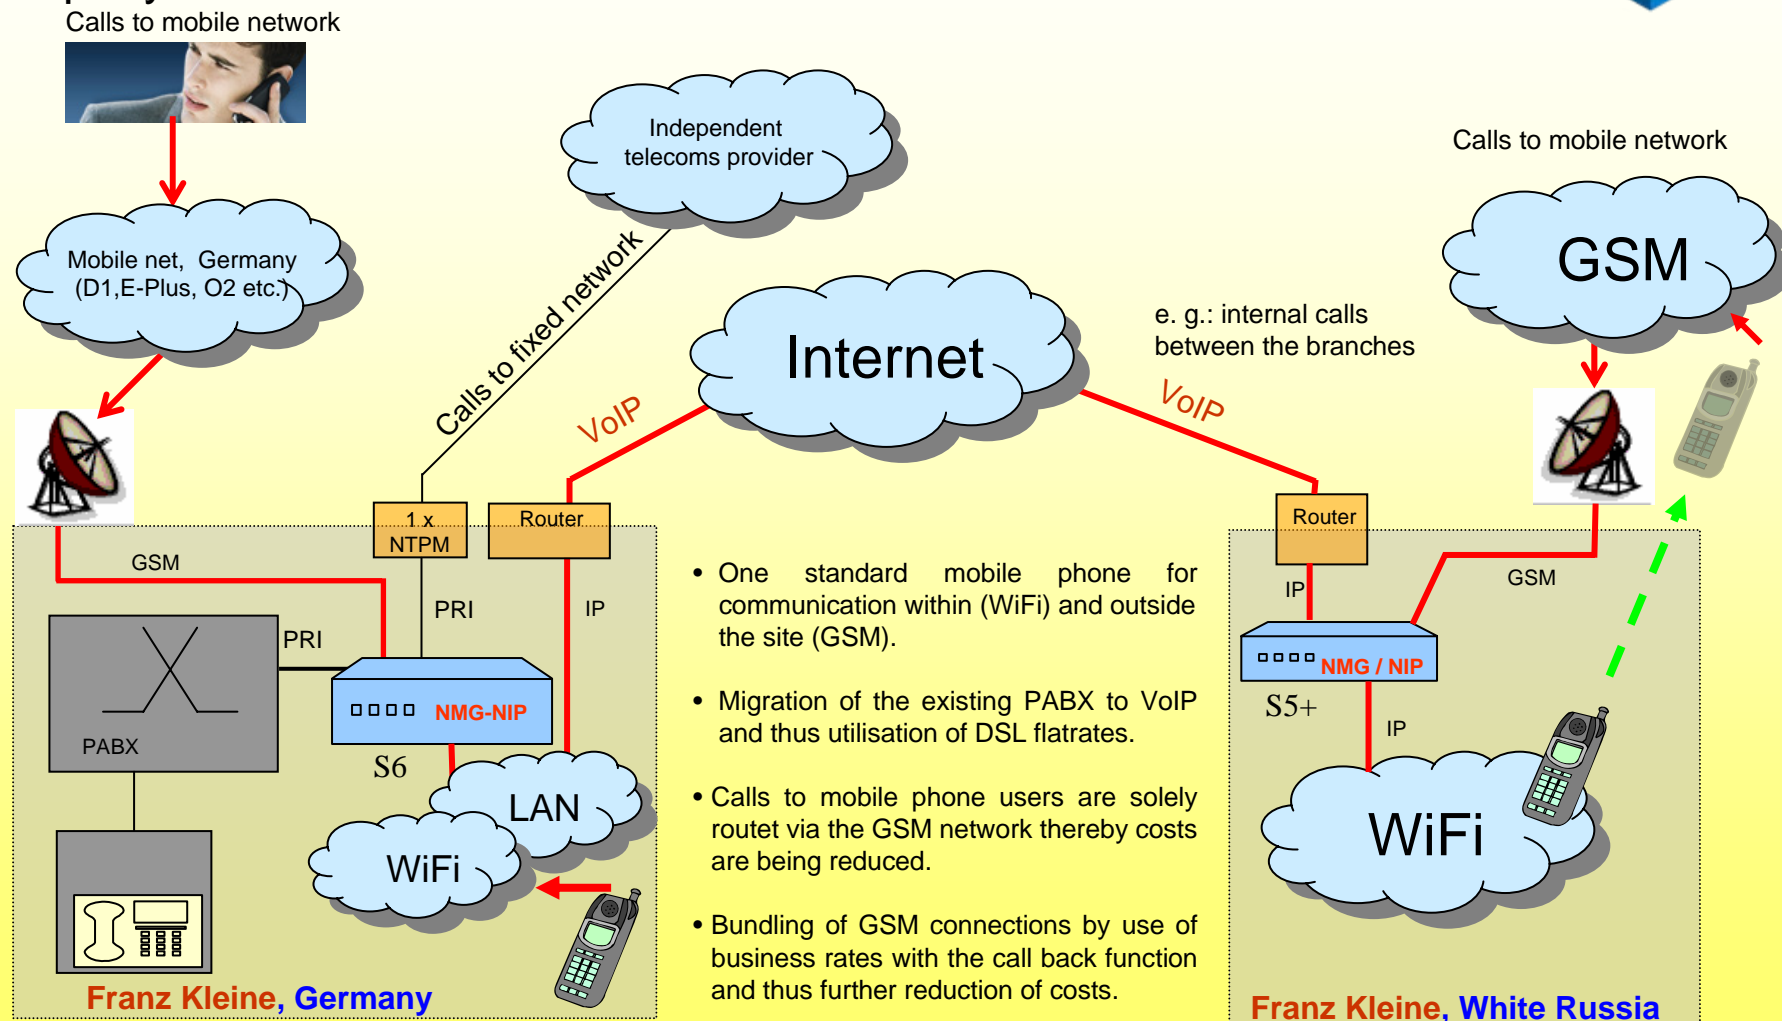 Calls to mobile network
Independent
telecoms provider
Calls to mobile network
Mobile net, Germany
(D1,E-Plus, O2 etc.)
GSM
Calls to fixed network
Internet
e. g.: internal calls
between the branches
VoIP
VoIP
1 x
NTPM
Router
Router
GSM
PRI
IP
PRI
PABX
NMG-NIP
S6
LAN
WiFi
Franz Kleine, Germany
• One standard mobile phone for
communication within (WiFi) and outside
the site (GSM).
• Migration of the existing PABX to VoIP
and thus utilisation of DSL flatrates.
• Calls to mobile phone users are solely
routet via the GSM network thereby costs
are being reduced.
• Bundling of GSM connections by use of
business rates with the call back function
and thus further reduction of costs.
IP
GSM
NMG / NIP
S5+
IP
WiFi
Franz Kleine, White Russia